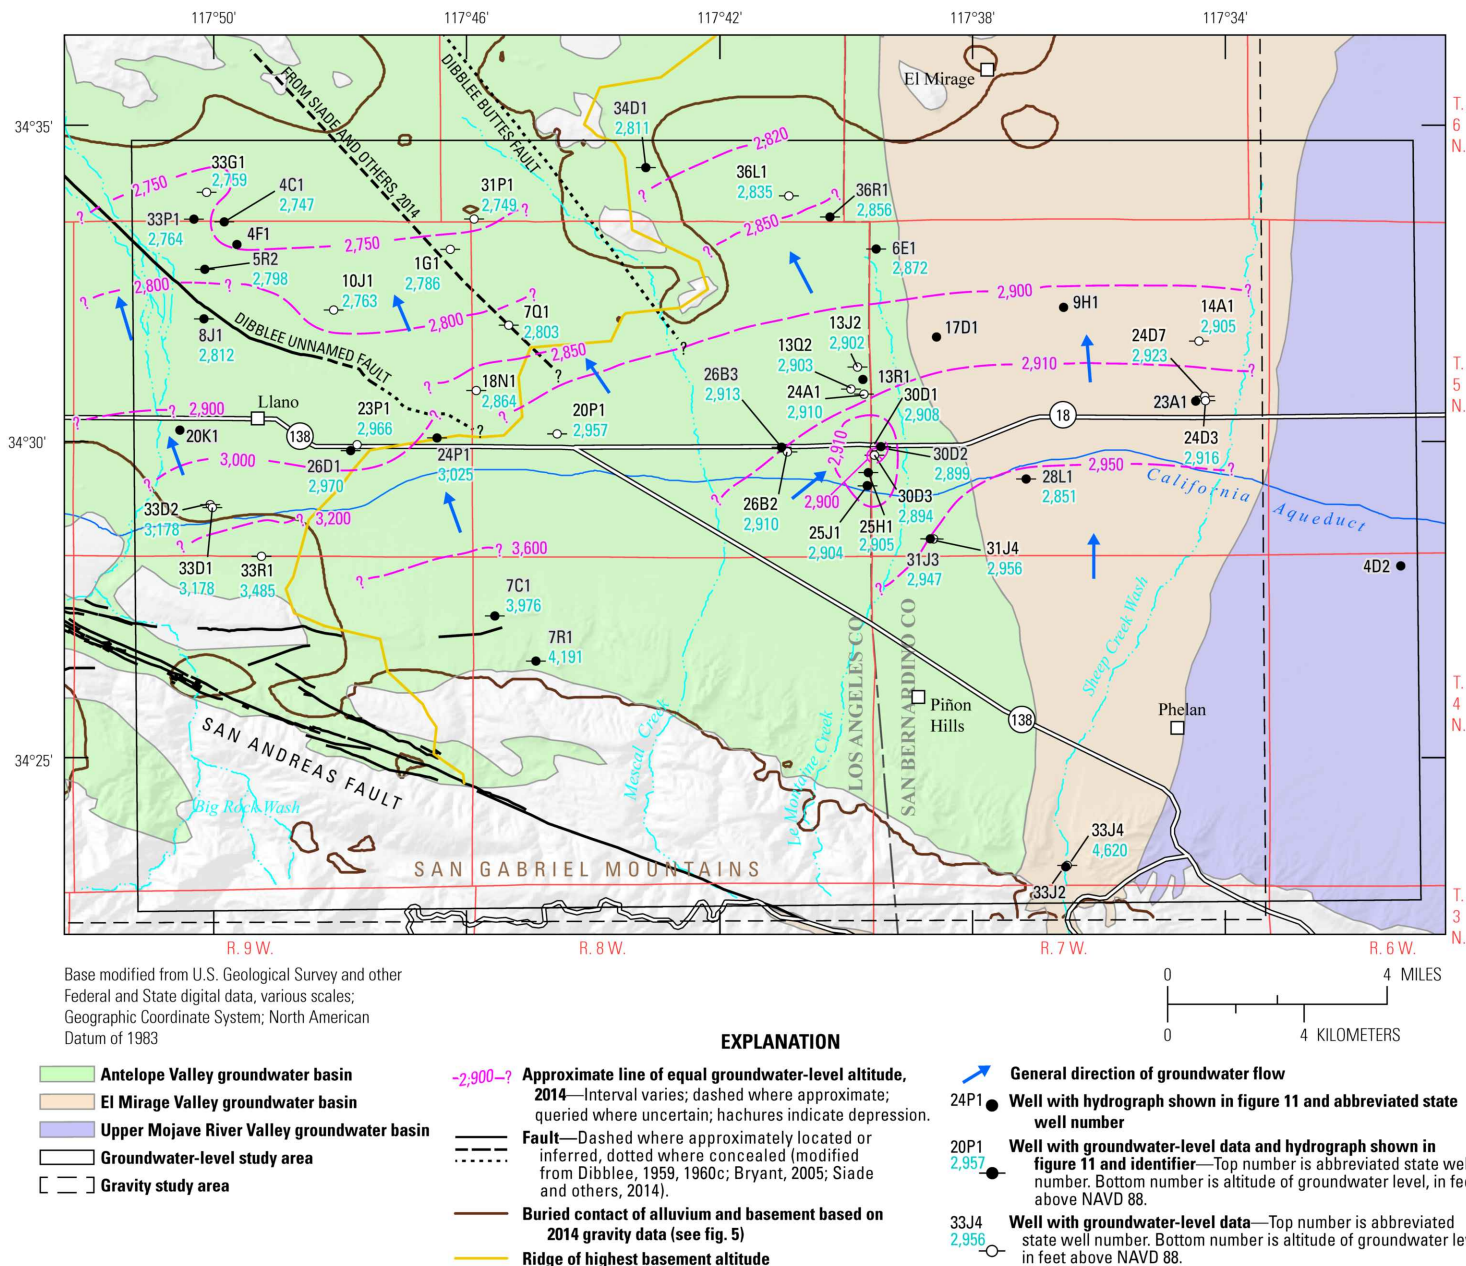 117°50'
117°46'
117°42'
117°38'
117°34'
34°35'
34°30'
34°25'
T.
6
N.
T.
5
N.
T.
4
N.
T.
3
N.
R. 9 W.
R. 8 W.
R. 7 W.
R. 6 W.
El Mirage
FROM SIADE AND OTHERS, 2014
DIBBLEE BUTTES FAULT
34D1
2,811
2,820
36L1
2,835
36R1
2,856
2,850
33G1
2,759
2,750
4C1
2,747
31P1
2,749
33P1
2,764
4F1
2,750
5R2
2,798
1G1
2,786
6E1
2,872
10J1
2,763
2,800
2,800
7Q1
2,803
2,900
9H1
14A1
2,905
8J1
2,812
DIBBLEE UNNAMED FAULT
2,850
13J2
2,902
17D1
24D7
2,923
13Q2
2,903
2,910
26B3
2,913
13R1
18N1
2,864
24A1
2,910
30D1
2,908
23A1
Llano
2,900
23P1
2,966
20P1
2,957
18
138
20K1
2,910
24D3
2,916
3,000
26D1
2,970
24P1
3,025
30D2
2,899
2,950
28L1
2,851
California
Aqueduct
26B2
2,910
2,900
30D3
2,894
33D2
3,178
3,200
25J1
2,904
25H1
2,905
31J3
2,947
31J4
2,956
3,600
33D1
3,178
33R1
3,485
4D2
7C1
3,976
7R1
4,191
LOS ANGELES CO
SAN BERNARDINO CO
Sheep Creek Wash
Piñon
Hills
138
Phelan
SAN ANDREAS FAULT
Mescal Creek
Le Montaine Creek
Big Rock Wash
SAN GABRIEL MOUNTAINS
33J4
4,620
33J2
Base modified from U.S. Geological Survey and other
Federal and State digital data, various scales;
Geographic Coordinate System; North American
Datum of 1983
0 4 MILES
0 4 KILOMETERS
EXPLANATION
Antelope Valley groundwater basin
El Mirage Valley groundwater basin
Upper Mojave River Valley groundwater basin
Groundwater-level study area
Gravity study area
2,900 ? Approximate line of equal groundwater-level altitude,
2014—Interval varies; dashed where approximate;
queried where uncertain; hachures indicate depression.
Fault—Dashed where approximately located or
inferred, dotted where concealed (modified
from Dibblee, 1959, 1960c; Bryant, 2005; Siade
and others, 2014).
Buried contact of alluvium and basement based on
2014 gravity data (see fig. 5)
Ridge of highest basement altitude
General direction of groundwater flow
24P1 Well with hydrograph shown in figure 11 and abbreviated state
well number
20P1 Well with groundwater-level data and hydrograph shown in
2,957 figure 11 and identifier—Top number is abbreviated state
number. Bottom number is altitude of groundwater level, in
above NAVD 88.
33J4 Well with groundwater-level data—Top number is abbreviated
2,956 state well number. Bottom number is altitude of groundwater
in feet above NAVD 88.